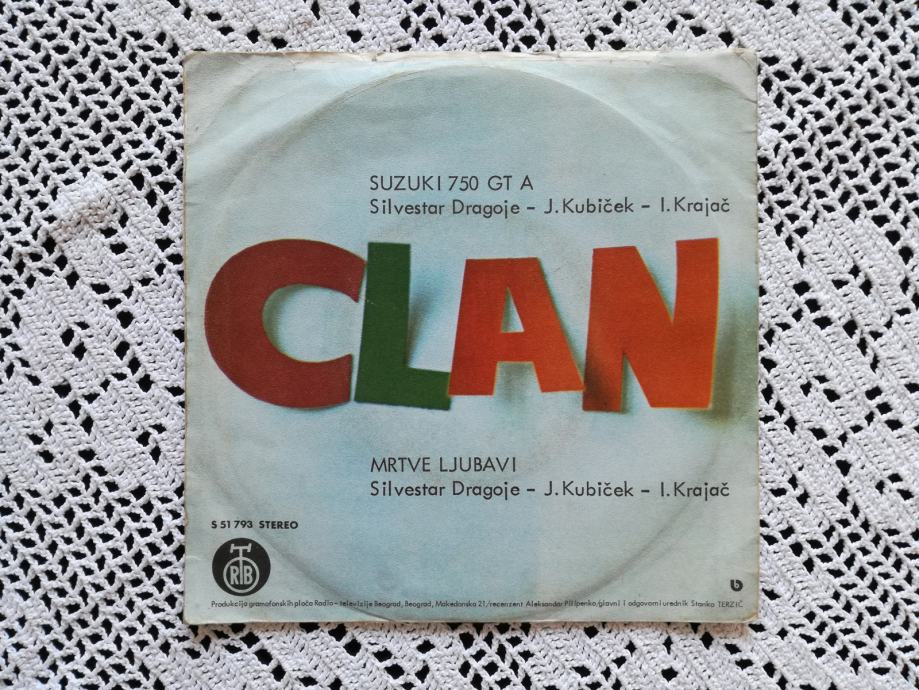 SUZUKI 750 GT A
Silvestar Dragoje – J. Kubiček – I. Krajač
CLAN
MRTVE LJUBAVI
Silvestar Dragoje – J. Kubiček – I. Krajač
S 51 793 STEREO
RTB
Produkcija gramofonskih ploča Radio – televizije Beograd, Beograd, Makedonska 21/recenzent Aleksandar Pilipenko/glavni i odgovorni urednik Stanko TERZIĆ